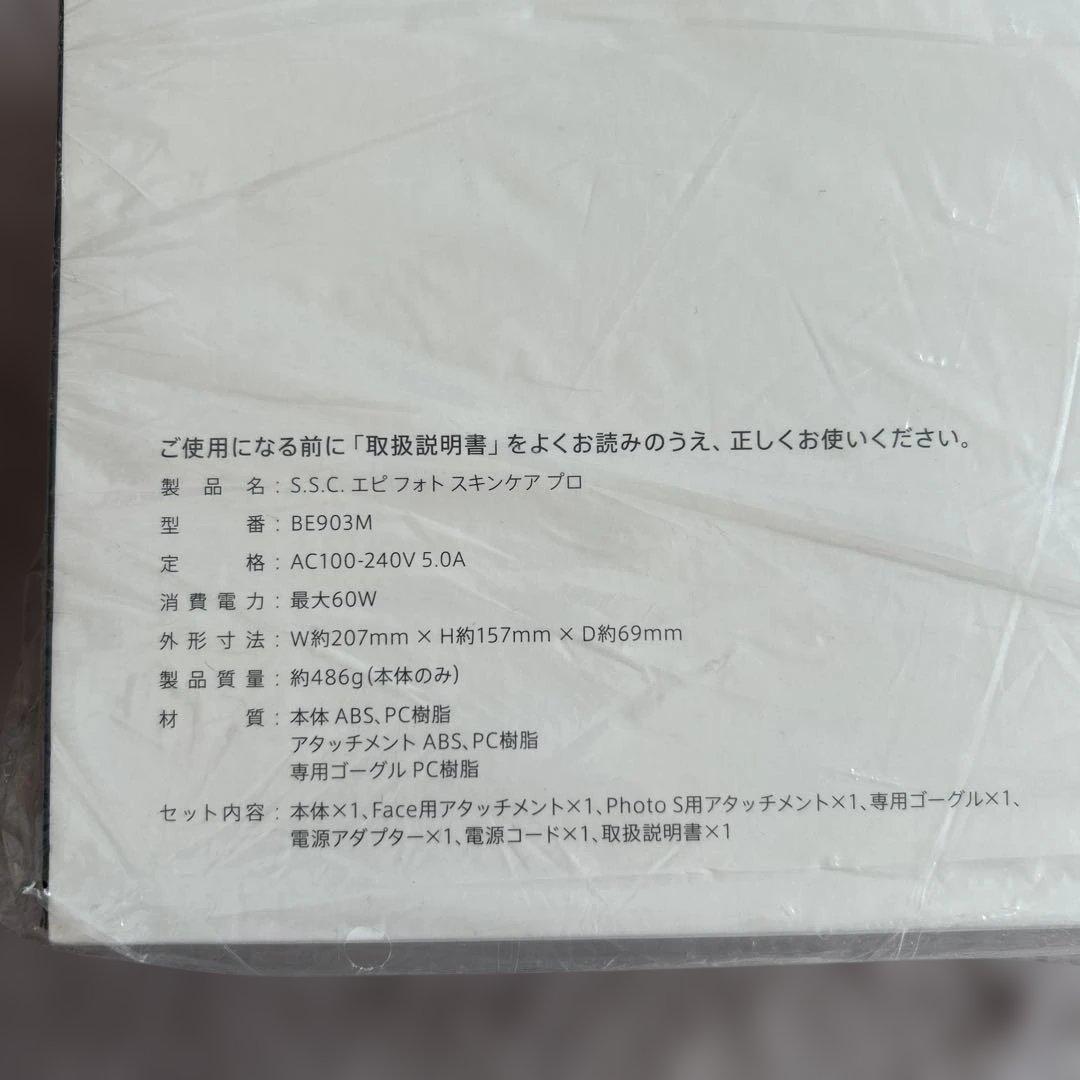 ご使用になる前に「取扱説明書」をよくお読みのうえ、正しくお使いください。
製品名：S.S.C. エピ フォト スキンケア プロ
型番：BE903M
定格：AC100-240V 5.0A
消費電力：最大60W
外形寸法：W約207mm × H約157mm × D約69mm
製品質量：約486g(本体のみ)
材質：本体 ABS、PC樹脂
アタッチメント ABS、PC樹脂
専用ゴーグル PC樹脂
セット内容：本体×1、Face用アタッチメント×1、Photo S用アタッチメント×1、専用ゴーグル×1、
電源アダプター×1、電源コード×1、取扱説明書×1